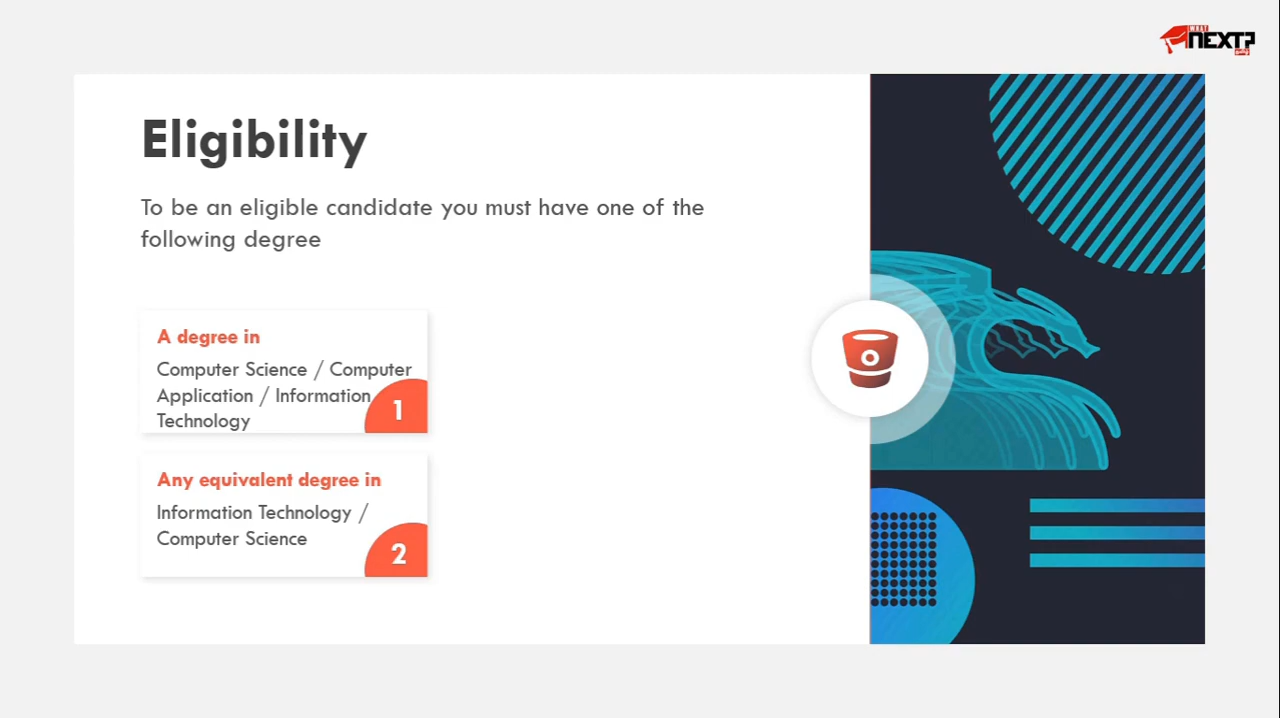 WHAT
NEXT?
Eligibility
To be an eligible candidate you must have one of the
following degree
A degree in
Computer Science / Computer
Application / Information
Technology
1
Any equivalent degree in
Information Technology /
Computer Science
2